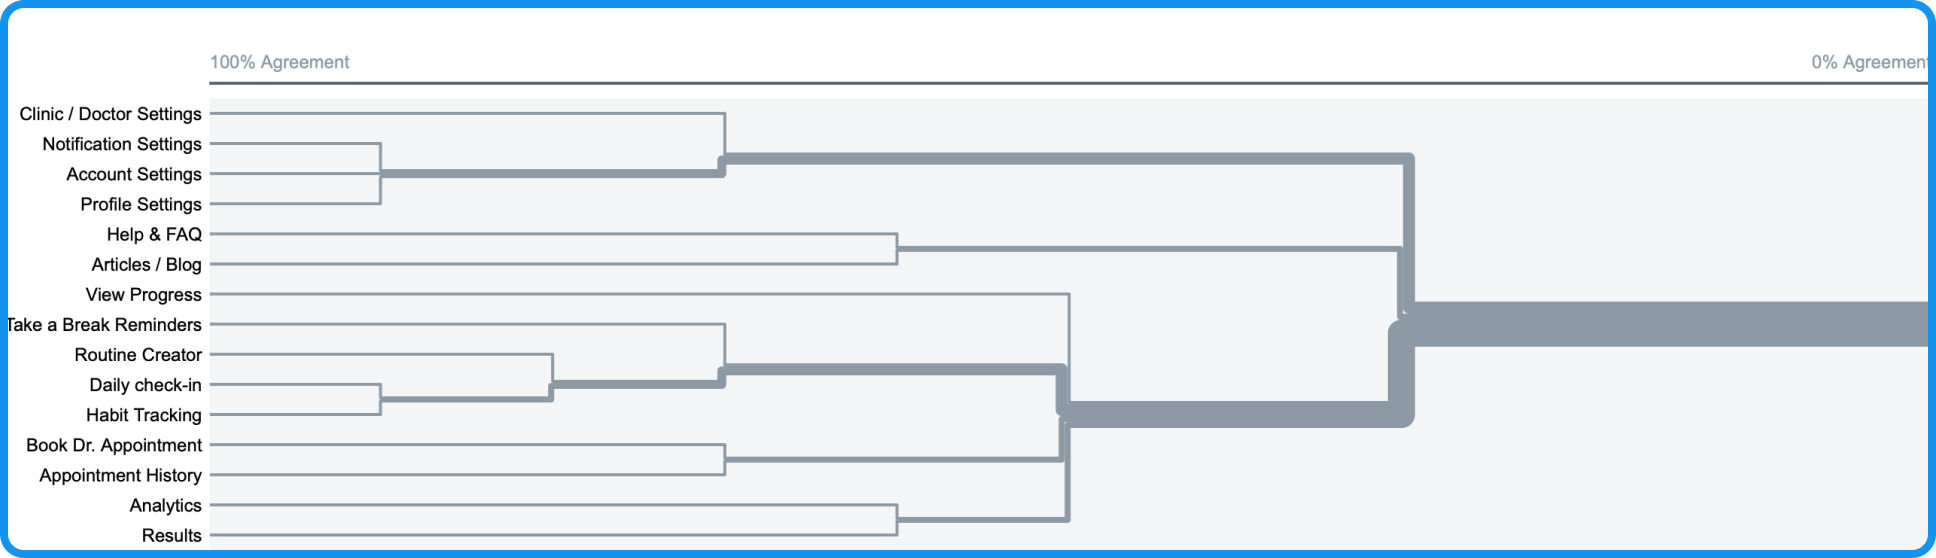 100% Agreement
0% Agreement
Clinic / Doctor Settings
Notification Settings
Account Settings
Profile Settings
Help & FAQ
Articles / Blog
View Progress
Take a Break Reminders
Routine Creator
Daily check-in
Habit Tracking
Book Dr. Appointment
Appointment History
Analytics
Results